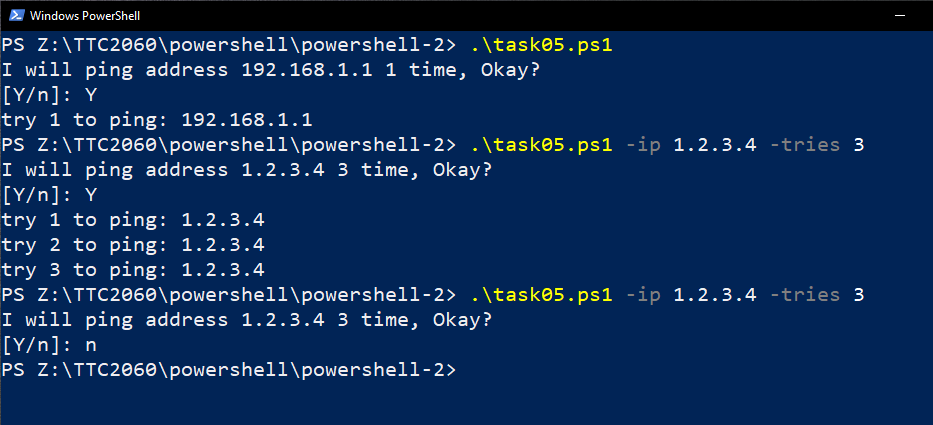 Windows PowerShell
PS Z:\TTC2060\powershell\powershell-2> .\task05.ps1
I will ping address 192.168.1.1 1 time, Okay?
[Y/n]: Y
try 1 to ping: 192.168.1.1
PS Z:\TTC2060\powershell\powershell-2> .\task05.ps1 -ip 1.2.3.4 -tries 3
I will ping address 1.2.3.4 3 time, Okay?
[Y/n]: Y
try 1 to ping: 1.2.3.4
try 2 to ping: 1.2.3.4
try 3 to ping: 1.2.3.4
PS Z:\TTC2060\powershell\powershell-2> .\task05.ps1 -ip 1.2.3.4 -tries 3
I will ping address 1.2.3.4 3 time, Okay?
[Y/n]: n
PS Z:\TTC2060\powershell\powershell-2>